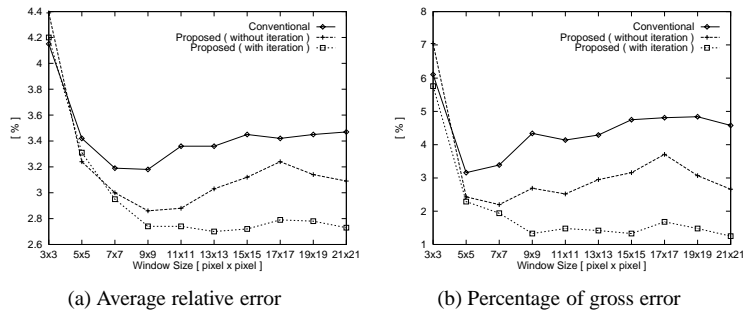 4.4
4.2
4
3.8
3.6
3.4
3.2
3
2.8
2.6
[ % ]
Conventional
Proposed ( without iteration )
Proposed ( with iteration )
3x3 5x5 7x7 9x9 11x11 13x13 15x15 17x17 19x19 21x21
Window Size [ pixel x pixel ]
(a) Average relative error
8
7
6
5
4
3
2
1
[ % ]
Conventional
Proposed ( without iteration )
Proposed ( with iteration )
3x3 5x5 7x7 9x9 11x11 13x13 15x15 17x17 19x19 21x21
Window Size [ pixel x pixel ]
(b) Percentage of gross error